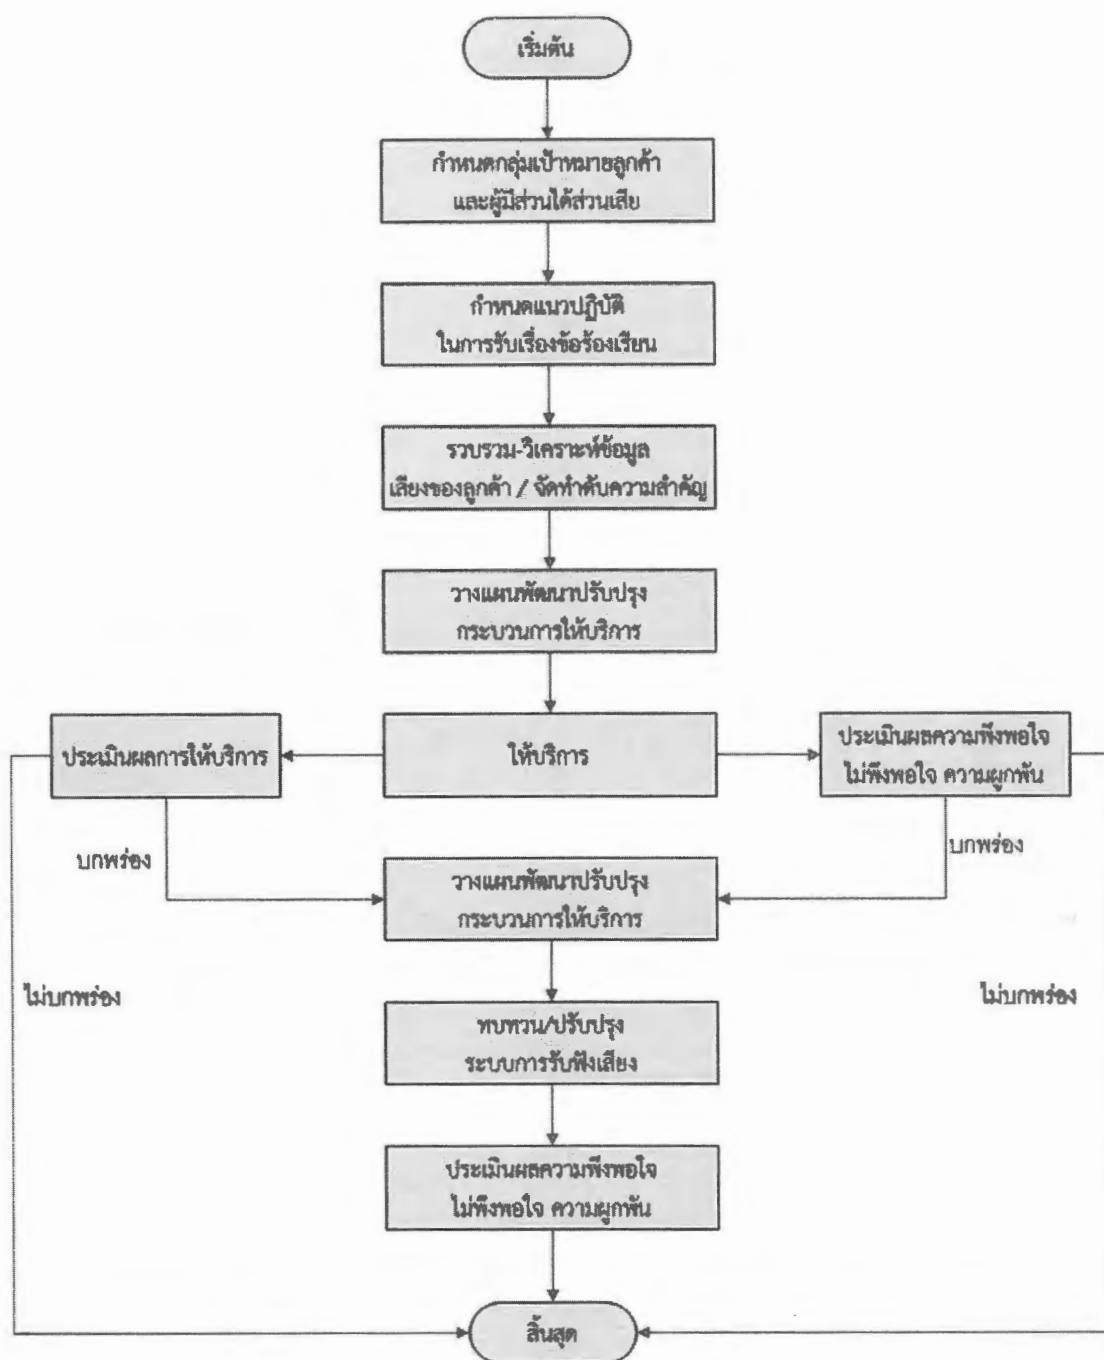 เริ่มต้น
กำหนดกลุ่มเป้าหมายลูกค้า
และผู้มีส่วนได้ส่วนเสีย
กำหนดแนวปฏิบัติ
ในการรับเรื่องข้อร้องเรียน
รวบรวม-วิเคราะห์ข้อมูล
เสียงของลูกค้า / จัดลำดับความสำคัญ
วางแผนพัฒนาปรับปรุง
กระบวนการให้บริการ
ประเมินผลการให้บริการ
ให้บริการ
ประเมินผลความพึงพอใจ
ไม่พึงพอใจ ความผูกพัน
บกพร่อง
บกพร่อง
วางแผนพัฒนาปรับปรุง
กระบวนการให้บริการ
ไม่บกพร่อง
ไม่บกพร่อง
ทบทวน/ปรับปรุง
ระบบการรับฟังเสียง
ประเมินผลความพึงพอใจ
ไม่พึงพอใจ ความผูกพัน
สิ้นสุด